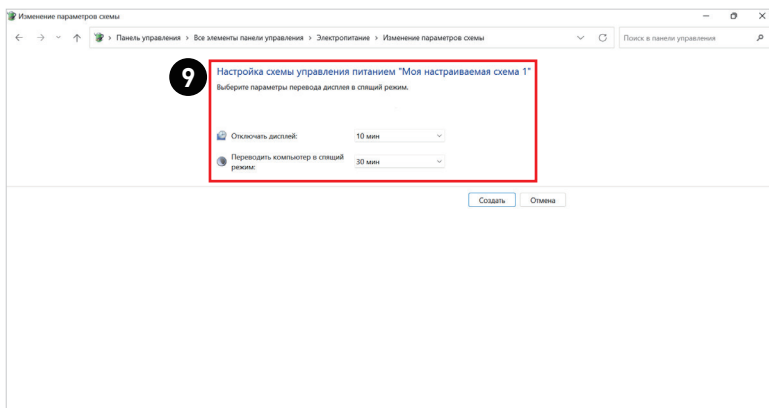 Изменение параметров схемы
Панель управления > Все элементы панели управления > Электропитание > Изменение параметров схемы
Поиск в панели управления
9
Настройка схемы управления питанием "Моя настраиваемая схема 1"
Выберите параметры перевода дисплея в спящий режим.
Отключать дисплей: 10 мин
Переводить компьютер в спящий
режим: 30 мин
Создать Отмена